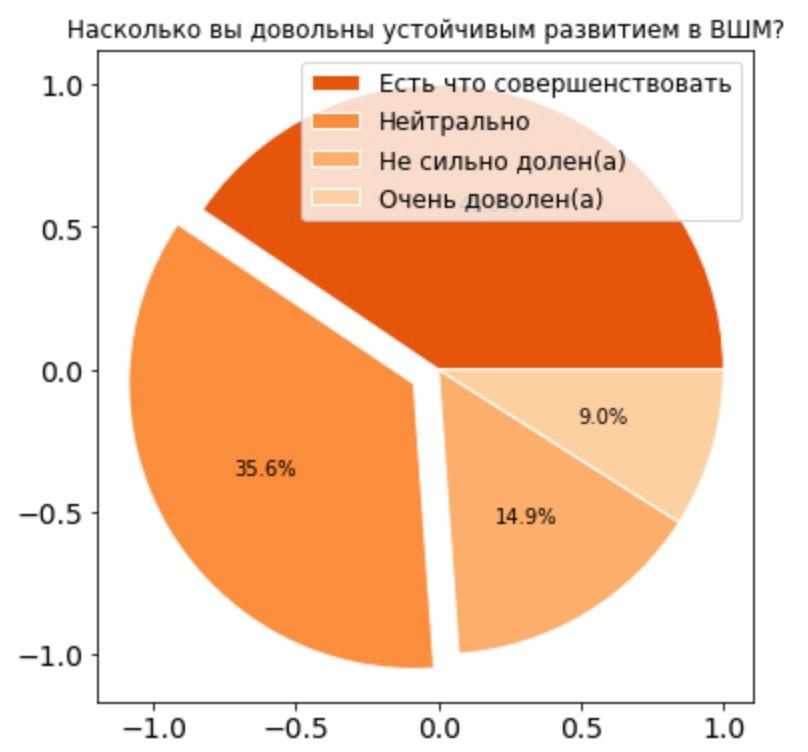 Насколько вы довольны устойчивым развитием в ВШМ?
Есть что совершенствовать
Нейтрально
Не сильно долен(а)
Очень доволен(а)
1.0
0.5
0.0
−0.5
−1.0
9.0%
35.6%
14.9%
−1.0
−0.5
0.0
0.5
1.0